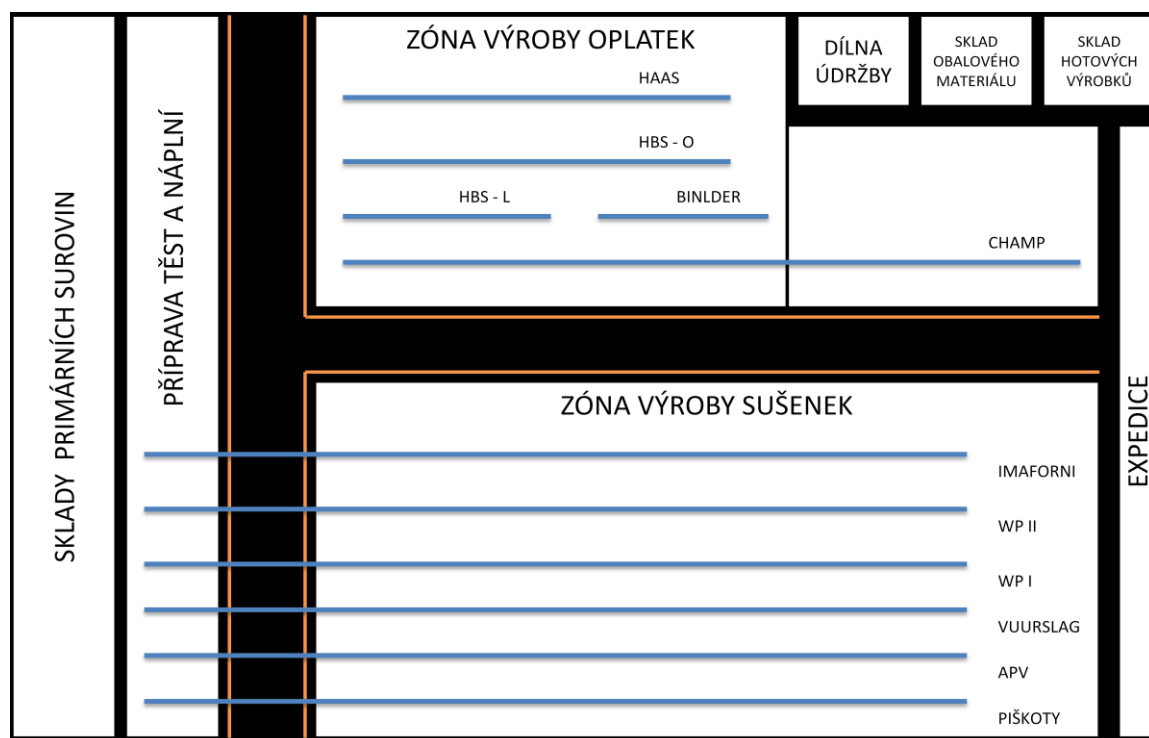 SKLADY PRIMÁRNÍCH SUROVIN
PŘÍPRAVA TĚST A NÁPLNÍ
ZÓNA VÝROBY OPLATEK
HAAS
HBS - O
HBS - L
BINLDER
CHAMP
DÍLNA
ÚDRŽBY
SKLAD
OBALOVÉHO
MATERIÁLU
SKLAD
HOTOVÝCH
VÝROBKŮ
ZÓNA VÝROBY SUŠENEK
IMAFORNI
WP II
WP I
VUURSLAG
APV
PIŠKOTY
EXPEDICE